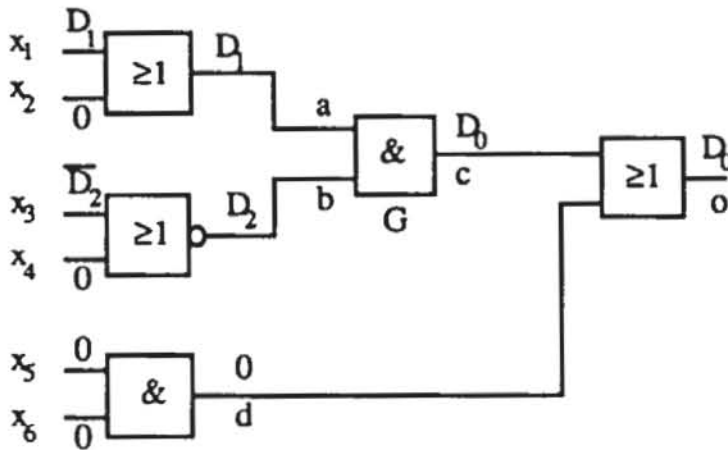 x₁ D₁
≥1
D₁
x₂ 0
a
&
D₀
c
b
G
≥1
D₀
o
x₃ D̅₂
≥1
D₂
x₄ 0
x₅ 0
&
0
d
x₆ 0